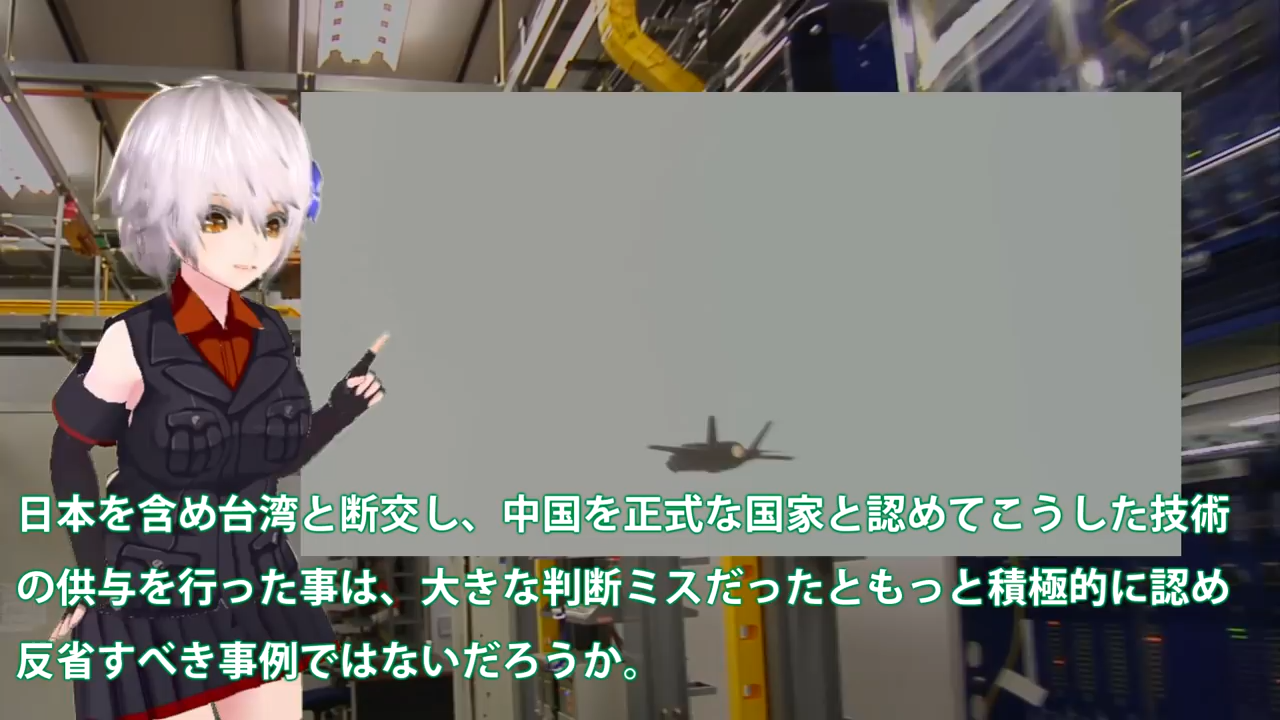 日本を含め台湾と断交し、中国を正式な国家と認めてこうした技術
の供与を行った事は、大きな判断ミスだったともっと積極的に認め
反省すべき事例ではないだろうか。